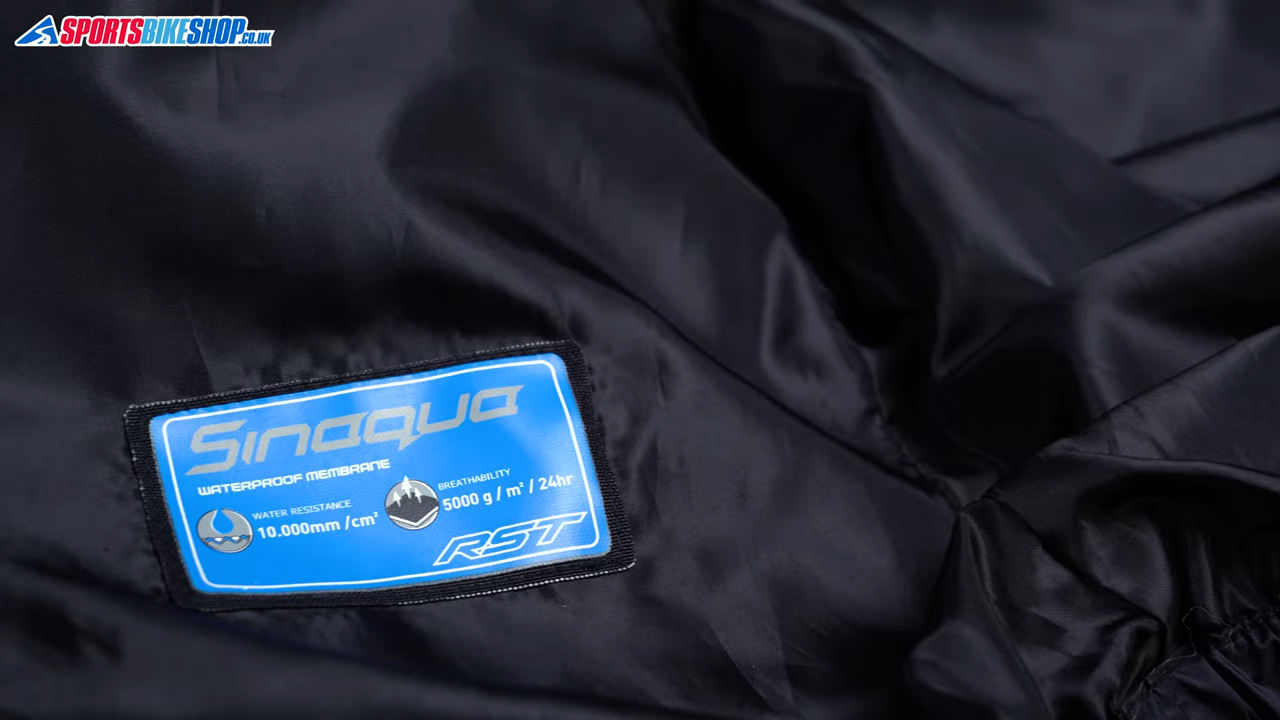 SPORTSBIKESHOP.CO.UK
Sinaqua
WATERPROOF MEMBRANE
WATER RESISTANCE
10.000mm /cm²
BREATHABILITY
5000 g / m² / 24hr
RST